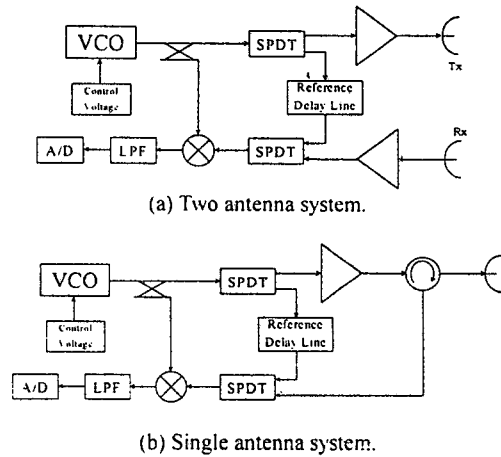 VCO
SPDT
Tx
Control
Voltage
Reference
Delay Line
Rx
A/D
LPF
SPDT
(a) Two antenna system.
VCO
SPDT
Control
Voltage
Reference
Delay Line
A/D
LPF
SPDT
(b) Single antenna system.